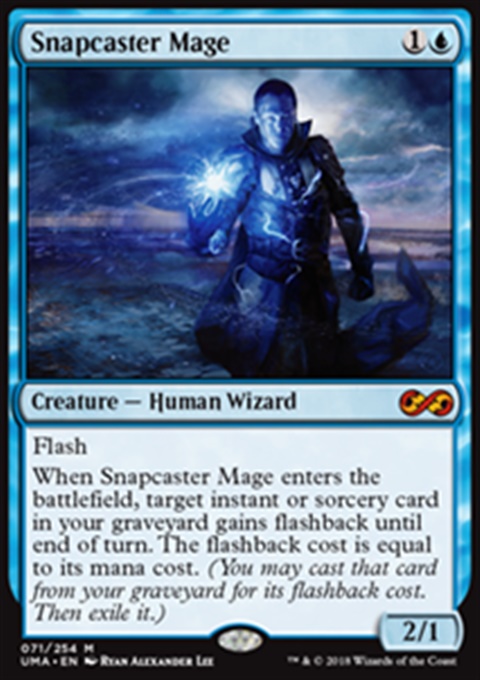 Snapcaster Mage 1
Creature — Human Wizard
Flash
When Snapcaster Mage enters the
battlefield, target instant or sorcery card
in your graveyard gains flashback until
end of turn. The flashback cost is equal
to its mana cost. (You may cast that card
from your graveyard for its flashback cost.
Then exile it.)
2/1
071/254 M
UMA • EN Ryan Alexander Lee
™ & © 2018 Wizards of the Coast